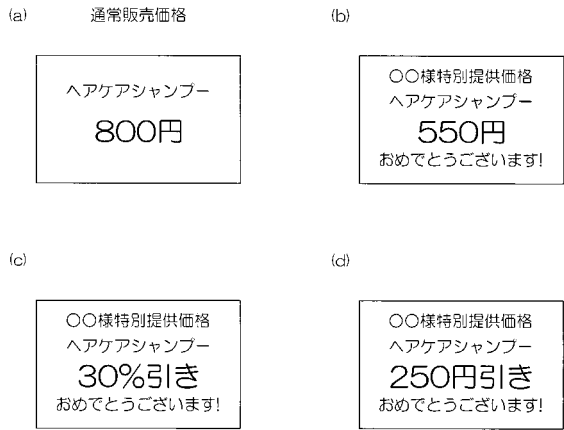 (a) 通常販売価格
ヘアケアシャンプー
800円
(b)
○○様特別提供価格
ヘアケアシャンプー
550円
おめでとうございます!
(c)
○○様特別提供価格
ヘアケアシャンプー
30%引き
おめでとうございます!
(d)
○○様特別提供価格
ヘアケアシャンプー
250円引き
おめでとうございます!